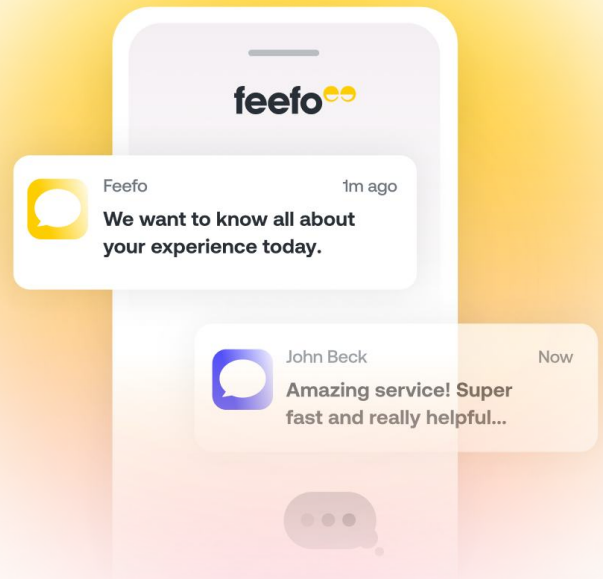 feefo
Feefo 1m ago
We want to know all about
your experience today.
John Beck Now
Amazing service! Super
fast and really helpful...